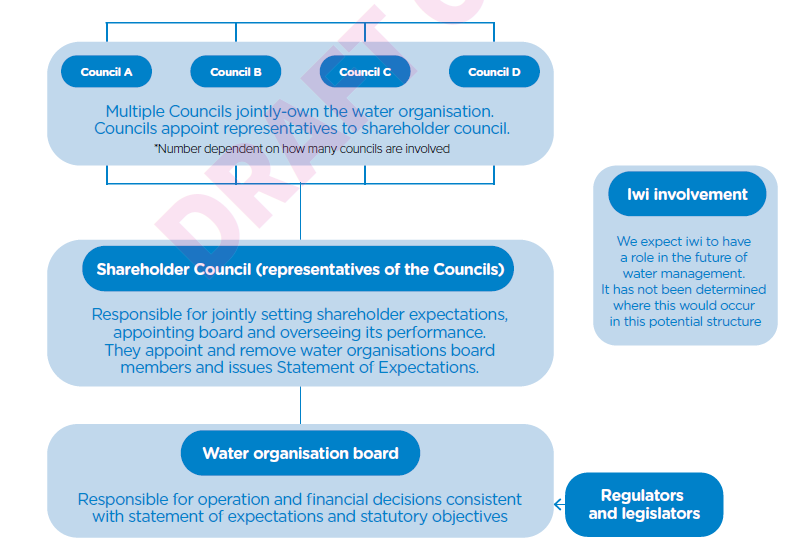 Council A
Council B
Council C
Council D
Multiple Councils jointly-own the water organisation.
Councils appoint representatives to shareholder council.
*Number dependent on how many councils are involved
Iwi involvement
We expect iwi to have
a role in the future of
water management.
It has not been determined
where this would occur
in this potential structure
Shareholder Council (representatives of the Councils)
Responsible for jointly setting shareholder expectations,
appointing board and overseeing its performance.
They appoint and remove water organisations board
members and issues Statement of Expectations.
Water organisation board
Responsible for operation and financial decisions consistent
with statement of expectations and statutory objectives
Regulators
and legislators
DRAFT